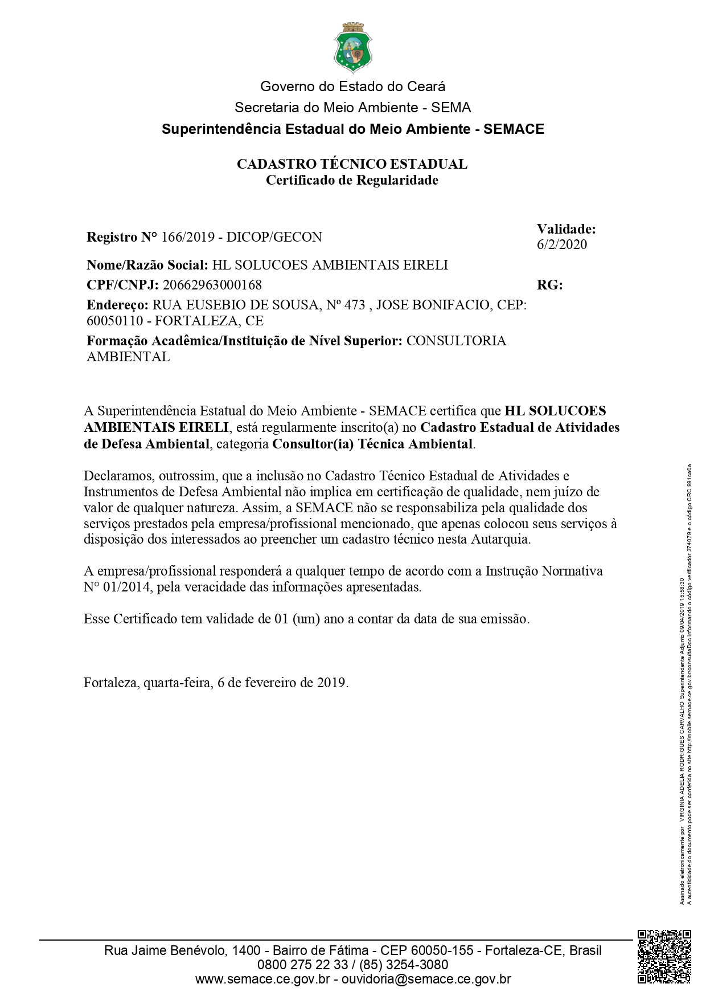 Governo do Estado do Ceará
Secretaria do Meio Ambiente - SEMA
Superintendência Estadual do Meio Ambiente - SEMACE
CADASTRO TÉCNICO ESTADUAL
Certificado de Regularidade
Registro N° 166/2019 - DICOP/GECON
Validade:
6/2/2020
Nome/Razão Social: HL SOLUCOES AMBIENTAIS EIRELI
CPF/CNPJ: 20662963000168
RG:
Endereço: RUA EUSEBIO DE SOUSA, Nº 473 , JOSE BONIFACIO, CEP:
60050110 - FORTALEZA, CE
Formação Acadêmica/Instituição de Nível Superior: CONSULTORIA
AMBIENTAL
A Superintendência Estatual do Meio Ambiente - SEMACE certifica que HL SOLUCOES
AMBIENTAIS EIRELI, está regularmente inscrito(a) no Cadastro Estadual de Atividades
de Defesa Ambiental, categoria Consultor(ia) Técnica Ambiental.
Declaramos, outrossim, que a inclusão no Cadastro Técnico Estadual de Atividades e
Instrumentos de Defesa Ambiental não implica em certificação de qualidade, nem juízo de
valor de qualquer natureza. Assim, a SEMACE não se responsabiliza pela qualidade dos
serviços prestados pela empresa/profissional mencionado, que apenas colocou seus serviços à
disposição dos interessados ao preencher um cadastro técnico nesta Autarquia.
A empresa/profissional responderá a qualquer tempo de acordo com a Instrução Normativa
N° 01/2014, pela veracidade das informações apresentadas.
Esse Certificado tem validade de 01 (um) ano a contar da data de sua emissão.
Fortaleza, quarta-feira, 6 de fevereiro de 2019.
Assinado eletronicamente por VIRGINIA ADELIA RODRIGUES CARVALHO Superintendente Adjunto 09/04/2019 15:58:30
A autenticidade do documento pode ser conferida no site http://mobile.semace.ce.gov.br/consultaDoc informando o código verificador 374079 e o código CRC 991ca0a
Rua Jaime Benévolo, 1400 - Bairro de Fátima - CEP 60050-155 - Fortaleza-CE, Brasil
0800 275 22 33 / (85) 3254-3080
www.semace.ce.gov.br - ouvidoria@semace.ce.gov.br